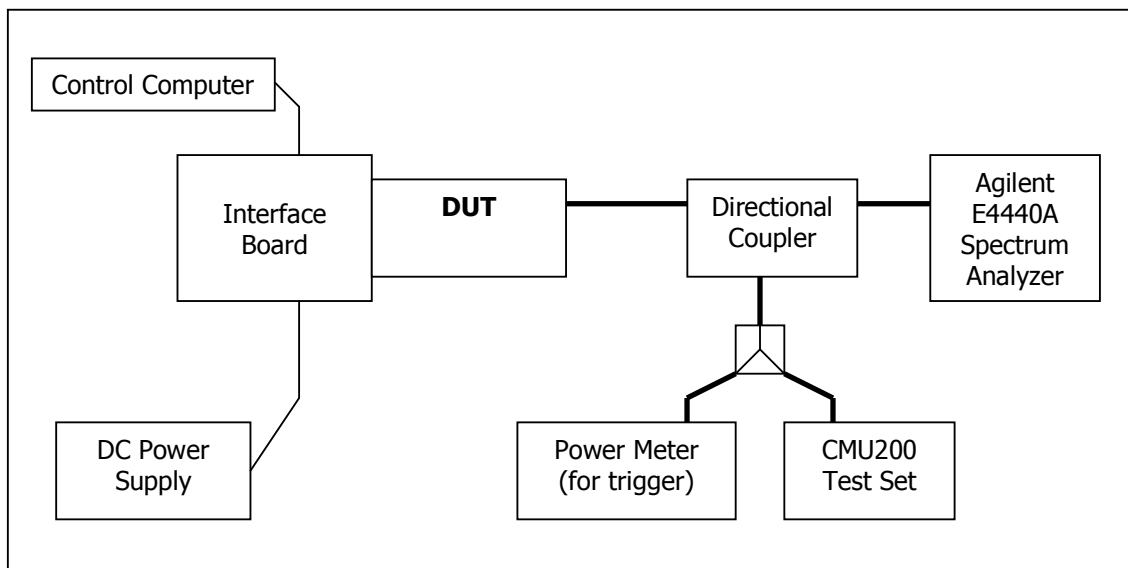 Control Computer
Interface
Board
DUT
Directional
Coupler
Agilent
E4440A
Spectrum
Analyzer
DC Power
Supply
Power Meter
(for trigger)
CMU200
Test Set